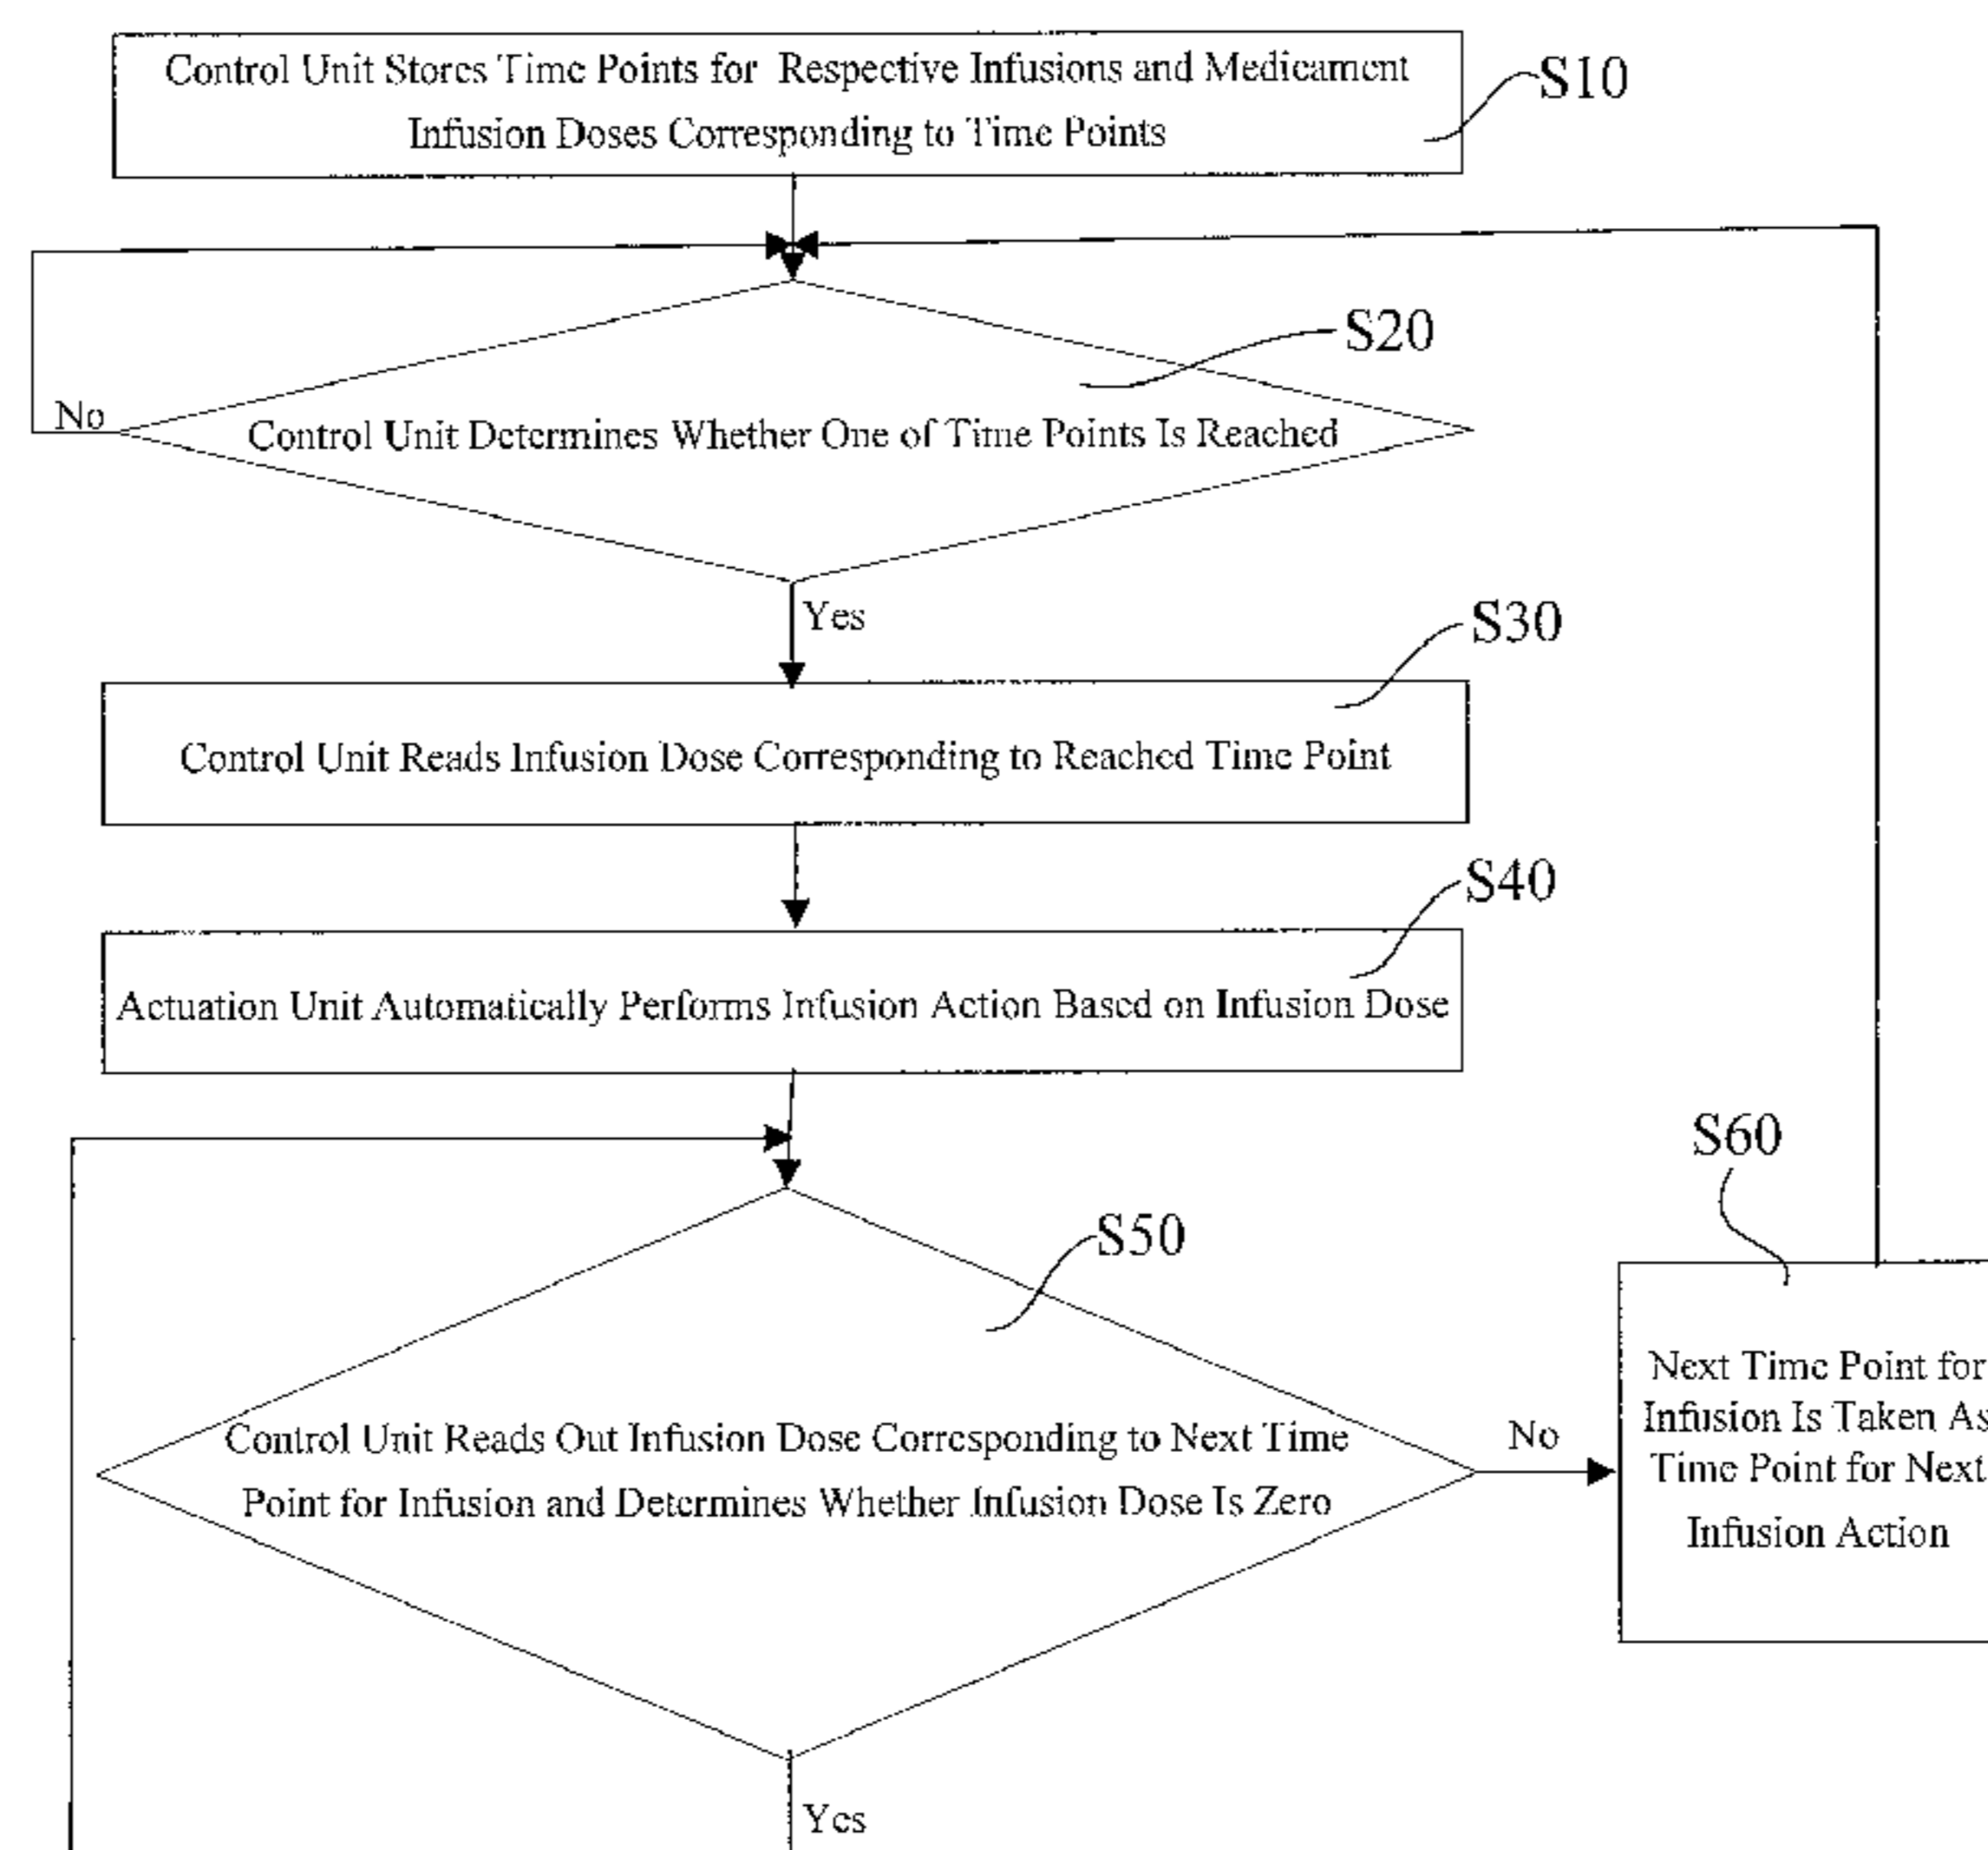 Control Unit Stores Time Points for Respective Infusions and Medicament
Infusion Doses Corresponding to Time Points
S10
S20
No
Control Unit Determines Whether One of Time Points Is Reached
Yes
S30
Control Unit Reads Infusion Dose Corresponding to Reached Time Point
S40
Actuation Unit Automatically Performs Infusion Action Based on Infusion Dose
S60
S50
Next Time Point for
Infusion Is Taken As
Time Point for Next
Infusion Action
No
Control Unit Reads Out Infusion Dose Corresponding to Next Time
Point for Infusion and Determines Whether Infusion Dose Is Zero
Yes